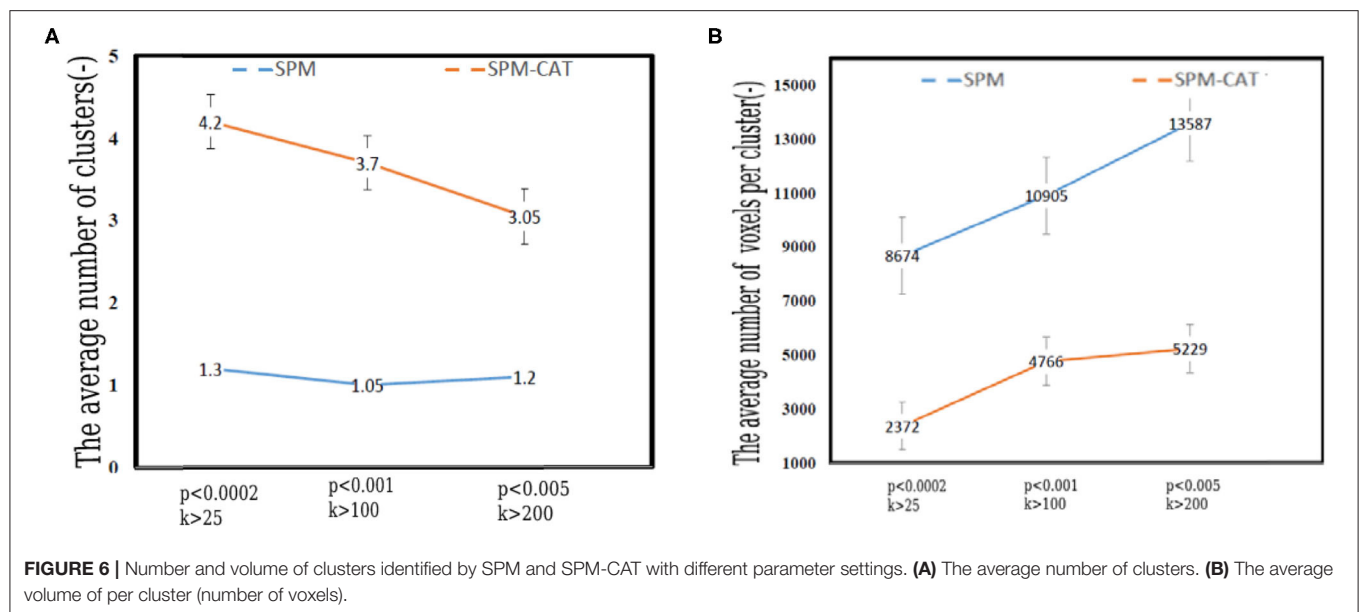 A
The average number of clusters(-)
5
4
3
2
1
0
SPM
SPM-CAT
4.2
3.7
3.05
1.3
1.05
1.2
p<0.0002
k>25
p<0.001
k>100
p<0.005
k>200
B
The average number of voxels per cluster(-)
15000
13000
11000
9000
7000
5000
3000
1000
SPM
SPM-CAT
8674
10905
13587
2372
4766
5229
p<0.0002
k>25
p<0.001
k>100
p<0.005
k>200
FIGURE 6 | Number and volume of clusters identified by SPM and SPM-CAT with different parameter settings. (A) The average number of clusters. (B) The average
volume of per cluster (number of voxels).